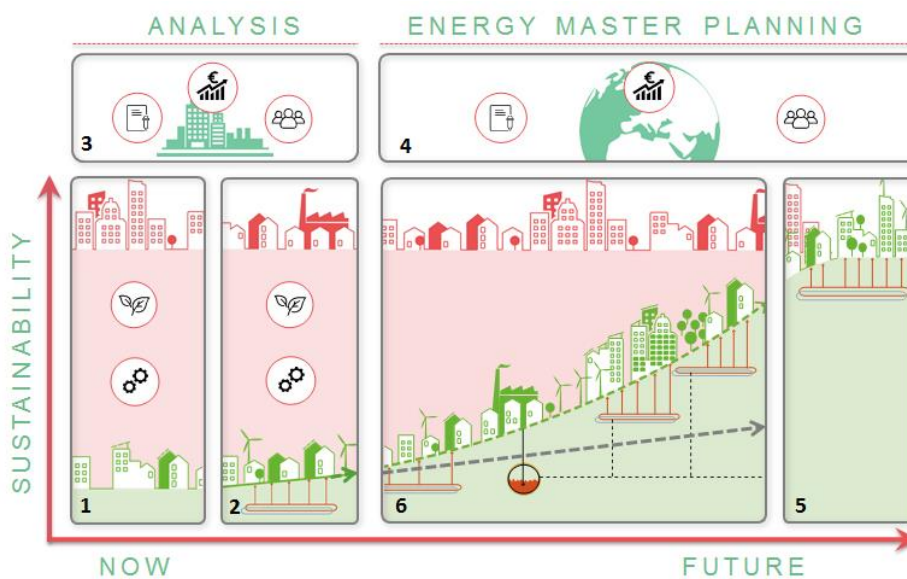 ANALYSIS
ENERGY MASTER PLANNING
€
€
3
4
SUSTAINABILITY
1
2
6
5
NOW
FUTURE